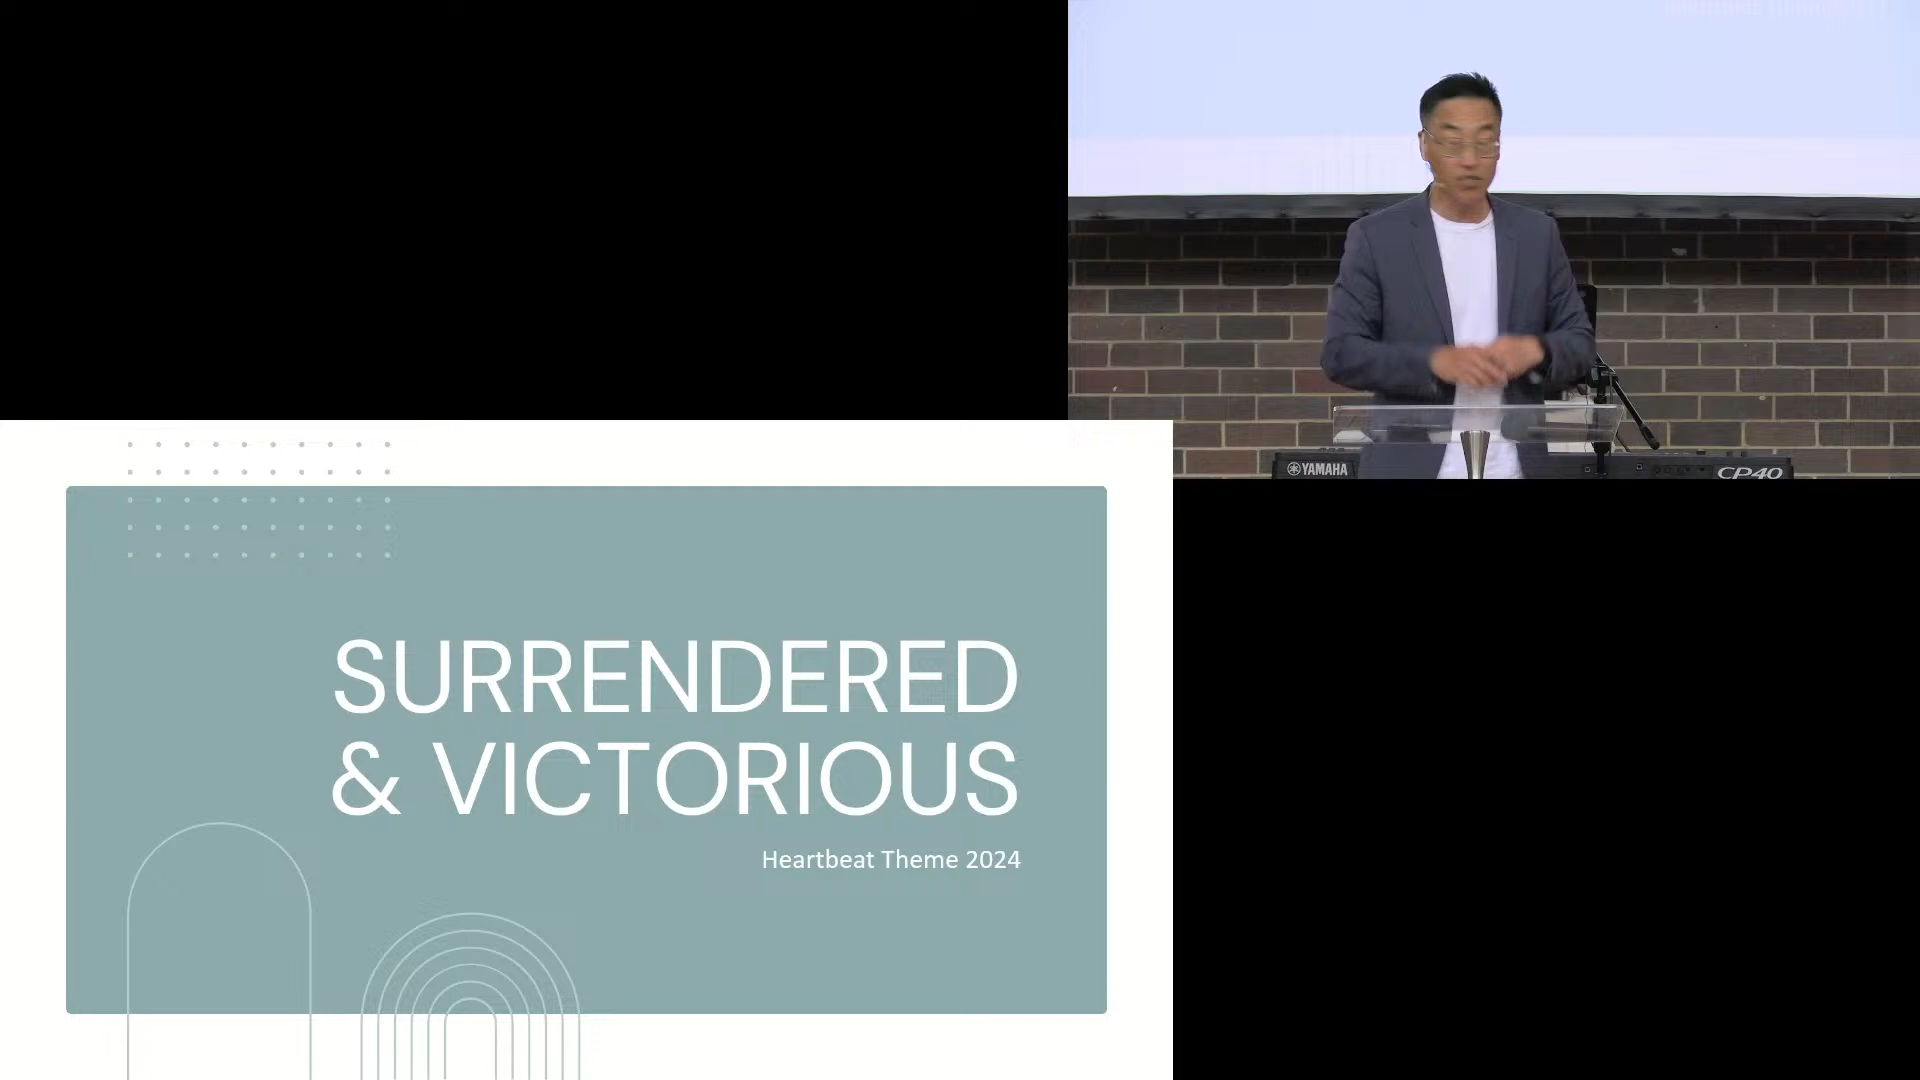 SURRENDERED
& VICTORIOUS
Heartbeat Theme 2024
YAMAHA
CP40